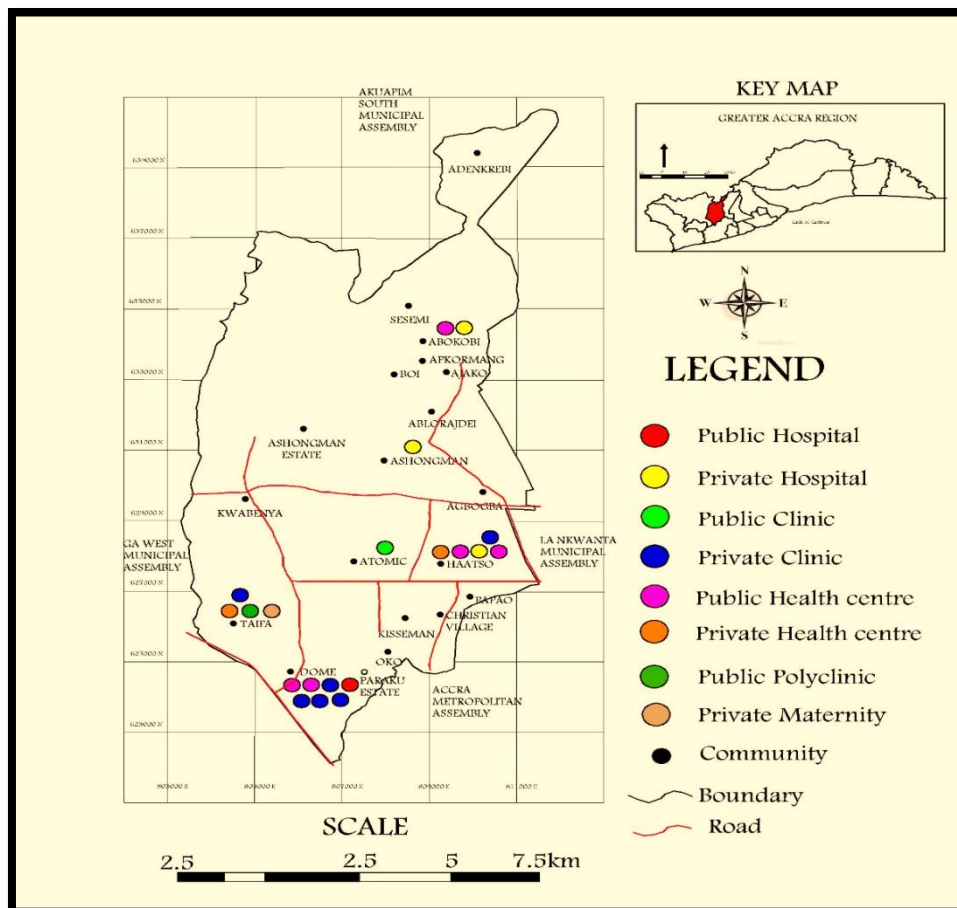 AKUAPIM
SOUTH
MUNICIPAL
ASSEMBLY
ADENKREBI
SESEMI
ABOKOBI
APKORMANG
BOI
AJAKO
ABLORAJDEI
ASHONGMAN
ESTATE
ASHONGMAN
KWABENYA
AGBOGBA
GA WEST
MUNICIPAL
ASSEMBLY
ATOMIC
HAATSO
LA NKWANTA
MUNICIPAL
ASSEMBLY
TAIFA
PAPAO
CHRISTIAN
VILLAGE
KISSEMAN
OKO
DOME
PARAKU
ESTATE
ACCRA
METROPOLITAN
ASSEMBLY
SCALE
2.5 2.5 5 7.5km
KEY MAP
GREATER ACCRA REGION
N
W E
S
LEGEND
Public Hospital
Private Hospital
Public Clinic
Private Clinic
Public Health centre
Private Health centre
Public Polyclinic
Private Maternity
Community
Boundary
Road